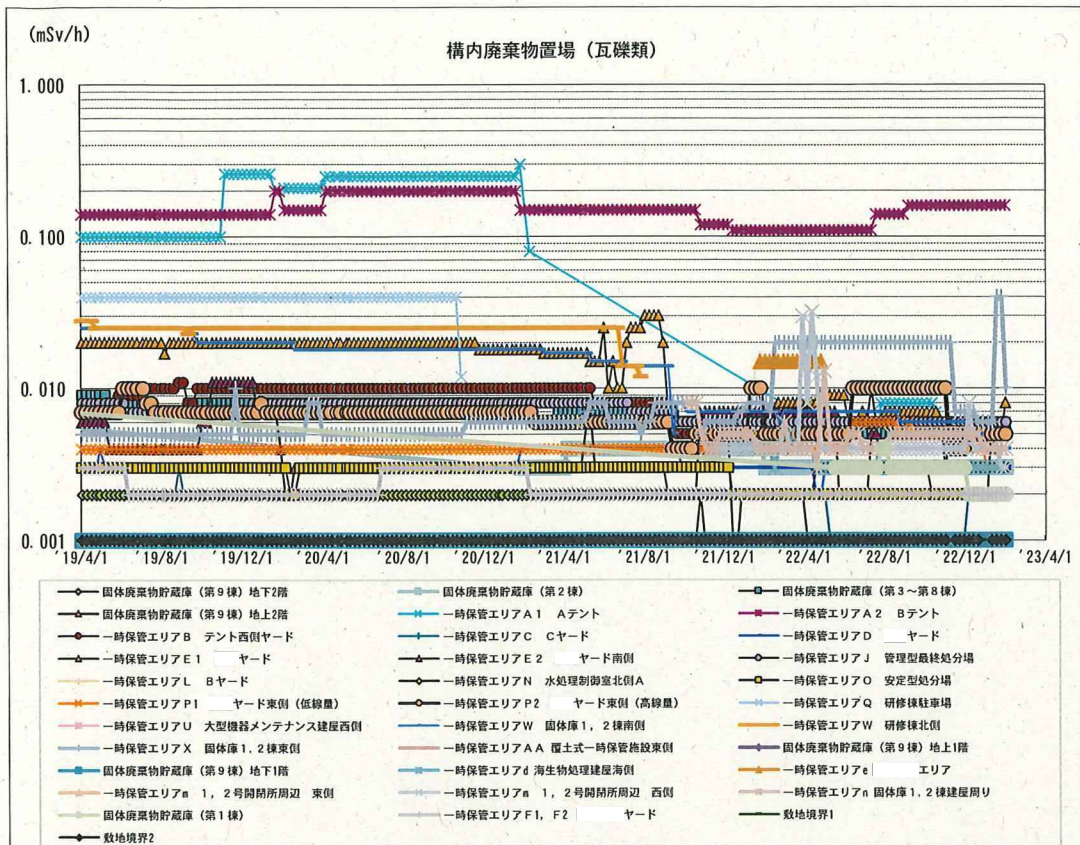 (mSv/h)
構内廃棄物置場（瓦礫類）
1.000
0.100
0.010
0.001
'19/4/1 '19/8/1 '19/12/1 '20/4/1 '20/8/1 '20/12/1 '21/4/1 '21/8/1 '21/12/1 '22/4/1 '22/8/1 '22/12/1 '23/4/1
固体廃棄物貯蔵庫（第９棟）地下2階 固体廃棄物貯蔵庫（第２棟） 固体廃棄物貯蔵庫（第３～第８棟）
固体廃棄物貯蔵庫（第９棟）地上2階 一時保管エリアＡ１　Ａテント 一時保管エリアＡ２　Ｂテント
一時保管エリアＢ　テント西側ヤード 一時保管エリアＣ　Ｃヤード 一時保管エリアＤ　ヤード
一時保管エリアＥ１　ヤード 一時保管エリアＥ２　ヤード南側 一時保管エリアＪ　管理型最終処分場
一時保管エリアＬ　Ｂヤード 一時保管エリアＮ　水処理制御室北側Ａ 一時保管エリアＯ　安定型処分場
一時保管エリアＰ1　ヤード東側（低線量） 一時保管エリアＰ2　ヤード東側（高線量） 一時保管エリアＱ　研修棟駐車場
一時保管エリアＵ　大型機器メンテナンス建屋西側 一時保管エリアＷ　固体庫１,２棟南側 一時保管エリアＷ　研修棟北側
一時保管エリアＸ　固体庫１,２棟東側 一時保管エリアＡＡ　覆土式一時保管施設東側 固体廃棄物貯蔵庫（第９棟）地上1階
固体廃棄物貯蔵庫（第９棟）地下1階 一時保管エリアd 海生物処理建屋海側 一時保管エリアe エリア
一時保管エリアm　１，２号開閉所周辺　東側 一時保管エリアm　１，２号開閉所周辺　西側 一時保管エリアn 固体庫１,２棟建屋周り
固体廃棄物貯蔵庫（第１棟） 一時保管エリアＦ1, Ｆ2　ヤード 敷地境界1
敷地境界2